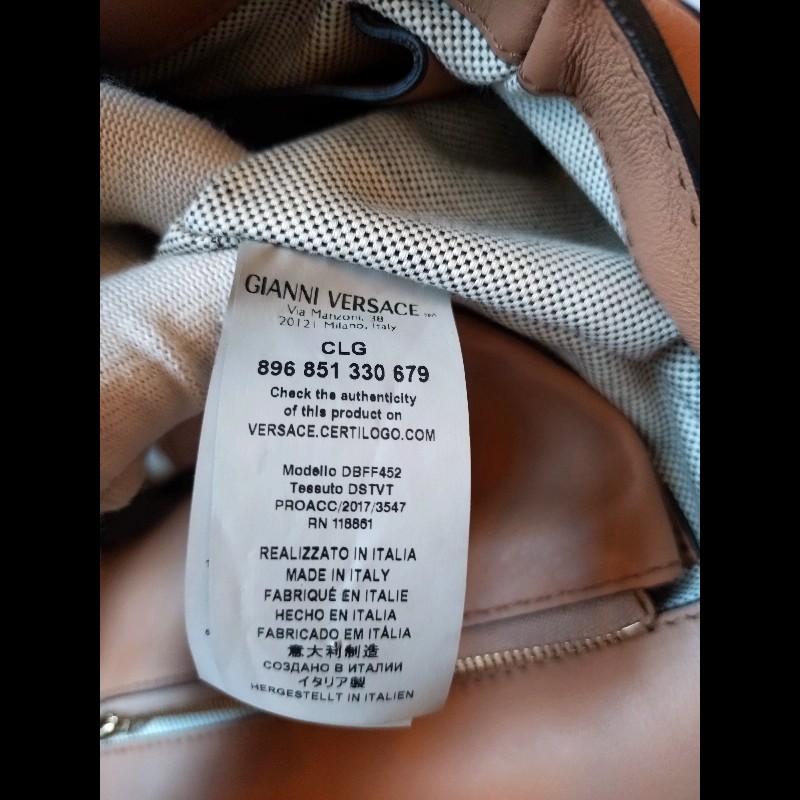 GIANNI VERSACE SPA
Via Manzoni, 38
20121 Milano, Italy
CLG
896 851 330 679
Check the authenticity
of this product on
VERSACE.CERTILOGO.COM
Modello DBFF452
Tessuto DSTVT
PROACC/2017/3547
RN 118861
REALIZZATO IN ITALIA
MADE IN ITALY
FABRIQUÉ EN ITALIE
HECHO EN ITALIA
FABRICADO EM ITÁLIA
意大利制造
СОЗДАНО В ИТАЛИИ
イタリア製
HERGESTELLT IN ITALIEN